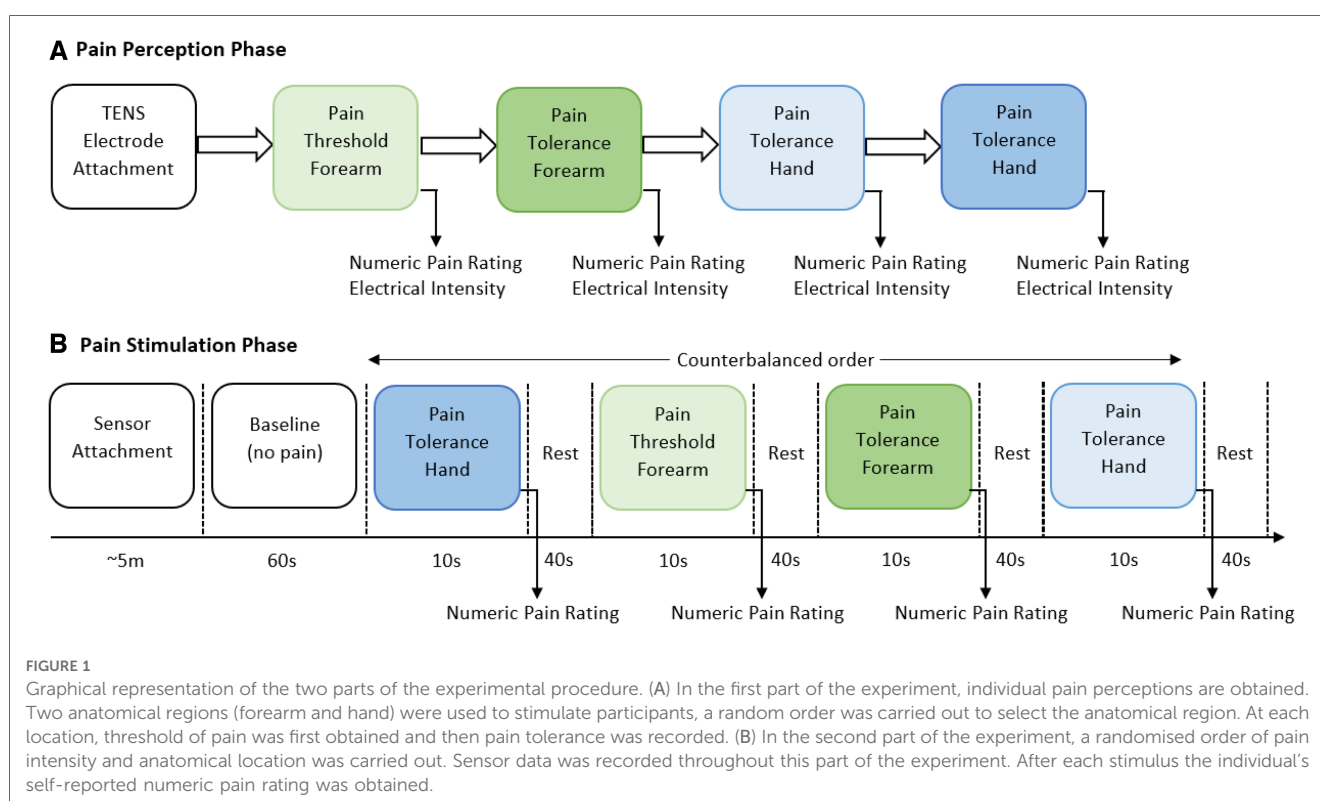 A Pain Perception Phase
TENS
Electrode
Attachment
Pain
Threshold
Forearm
Pain
Tolerance
Forearm
Pain
Tolerance
Hand
Pain
Tolerance
Hand
Numeric Pain Rating
Electrical Intensity
Numeric Pain Rating
Electrical Intensity
Numeric Pain Rating
Electrical Intensity
Numeric Pain Rating
Electrical Intensity
B Pain Stimulation Phase
Counterbalanced order
Sensor
Attachment
Baseline
(no pain)
Pain
Tolerance
Hand
Rest
Pain
Threshold
Forearm
Rest
Pain
Tolerance
Forearm
Rest
Pain
Tolerance
Hand
Rest
~5m
60s
10s
40s
10s
40s
10s
40s
10s
40s
Numeric Pain Rating
Numeric Pain Rating
Numeric Pain Rating
Numeric Pain Rating
FIGURE 1
Graphical representation of the two parts of the experimental procedure. (A) In the first part of the experiment, individual pain perceptions are obtained.
Two anatomical regions (forearm and hand) were used to stimulate participants, a random order was carried out to select the anatomical region. At each
location, threshold of pain was first obtained and then pain tolerance was recorded. (B) In the second part of the experiment, a randomised order of pain
intensity and anatomical location was carried out. Sensor data was recorded throughout this part of the experiment. After each stimulus the individual's
self-reported numeric pain rating was obtained.